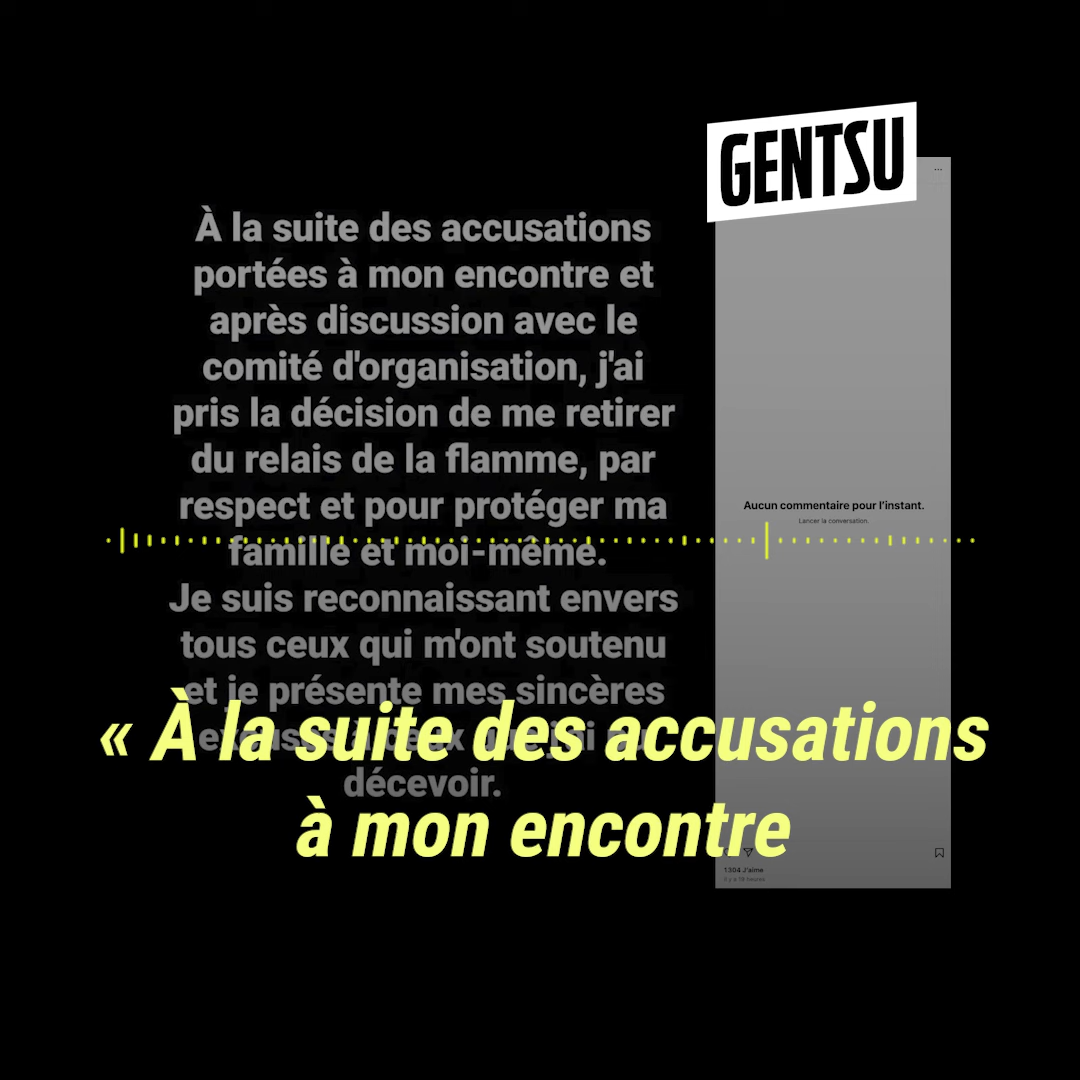 GENTSU
À la suite des accusations
portées à mon encontre et
après discussion avec le
comité d'organisation, j'ai
pris la décision de me retirer
du relais de la flamme, par
respect et pour protéger ma
famille et moi-même.
Je suis reconnaissant envers
tous ceux qui m'ont soutenu
et je présente mes sincères
décevoir.
Aucun commentaire pour l'instant.
Lancer la conversation.
« À la suite des accusations
à mon encontre
1304 J'aime
Il y a 18 heures